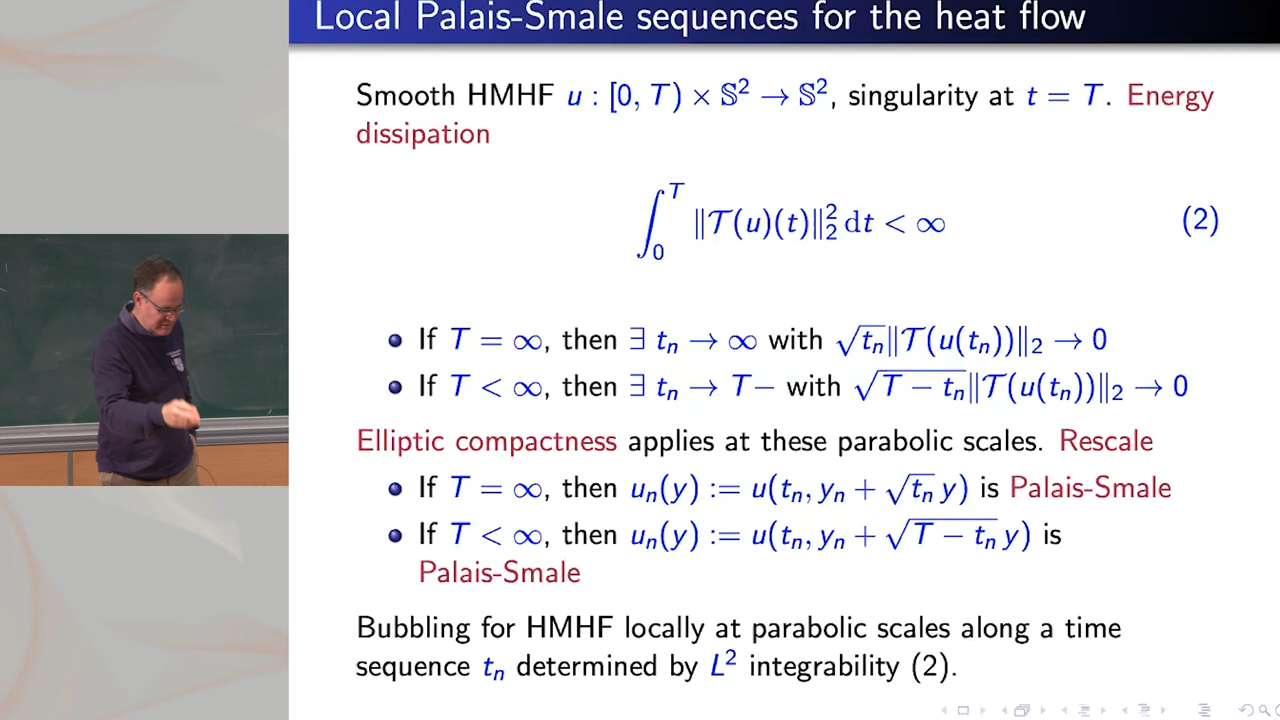 Local Palais-Smale sequences for the heat flow
Smooth HMHF u : [0, T) × 𝕊² → 𝕊², singularity at t = T. Energy
dissipation
∫₀ᵀ ‖𝒯(u)(t)‖₂² dt < ∞ (2)
If T = ∞, then ∃ tₙ → ∞ with √tₙ‖𝒯(u(tₙ))‖₂ → 0
If T < ∞, then ∃ tₙ → T− with √(T − tₙ)‖𝒯(u(tₙ))‖₂ → 0
Elliptic compactness applies at these parabolic scales. Rescale
If T = ∞, then uₙ(y) := u(tₙ, yₙ + √tₙ y) is Palais-Smale
If T < ∞, then uₙ(y) := u(tₙ, yₙ + √(T − tₙ) y) is
Palais-Smale
Bubbling for HMHF locally at parabolic scales along a time
sequence tₙ determined by L² integrability (2).